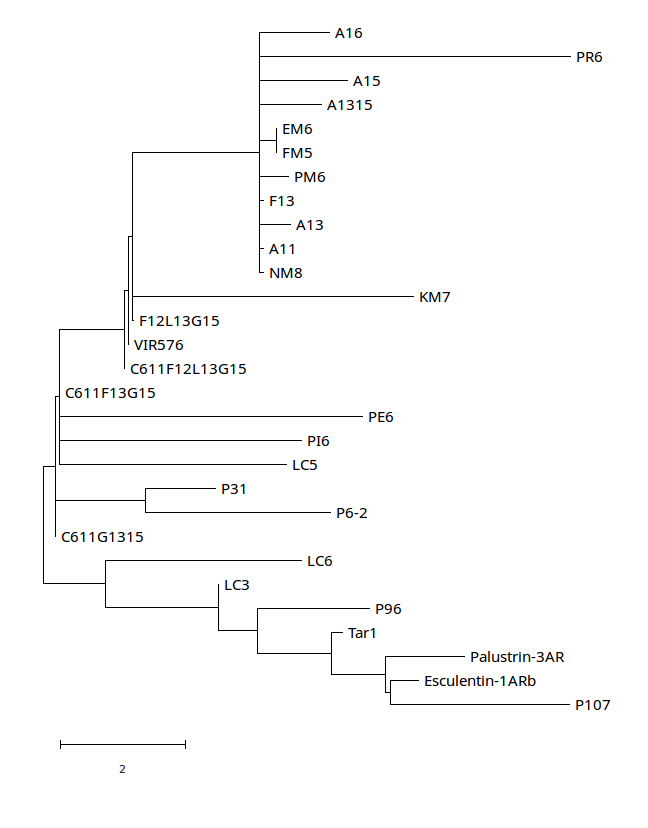 A16
PR6
A15
A1315
EM6
FM5
PM6
F13
A13
A11
NM8
KM7
F12L13G15
VIR576
C611F12L13G15
C611F13G15
PE6
PI6
LC5
P31
P6-2
C611G1315
LC6
LC3
P96
Tar1
Palustrin-3AR
Esculentin-1ARb
P107
2